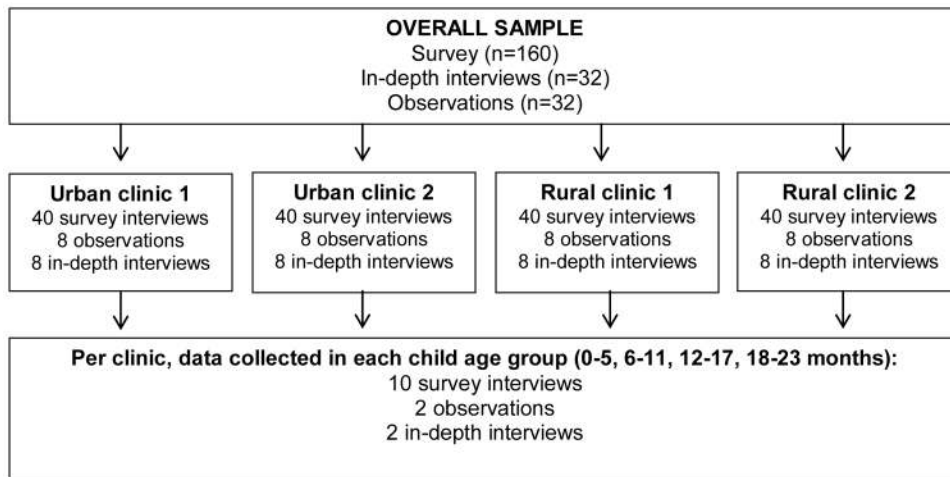 OVERALL SAMPLE
Survey (n=160)
In-depth interviews (n=32)
Observations (n=32)
Urban clinic 1
40 survey interviews
8 observations
8 in-depth interviews
Urban clinic 2
40 survey interviews
8 observations
8 in-depth interviews
Rural clinic 1
40 survey interviews
8 observations
8 in-depth interviews
Rural clinic 2
40 survey interviews
8 observations
8 in-depth interviews
Per clinic, data collected in each child age group (0-5, 6-11, 12-17, 18-23 months):
10 survey interviews
2 observations
2 in-depth interviews